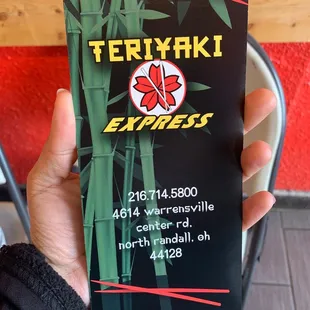 TERIYAKI
EXPRESS
216.714.5800
4614 warrensville
center rd.
north randall, oh
44128